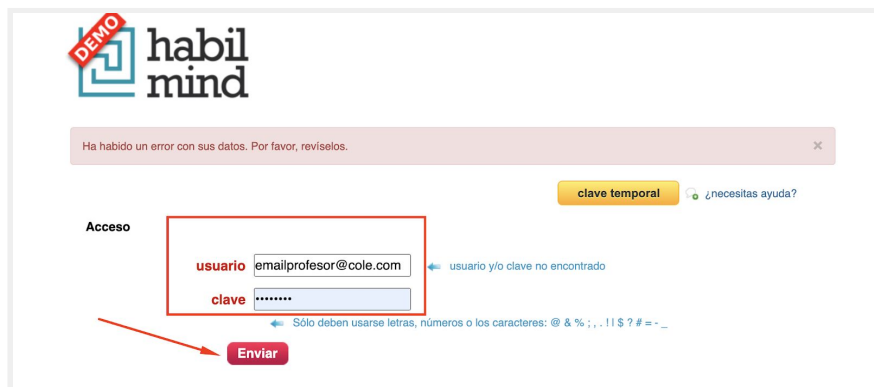 DEMO
habil
mind
Ha habido un error con sus datos. Por favor, revíselos. ×
clave temporal ¿necesitas ayuda?
Acceso
usuario emailprofesor@cole.com usuario y/o clave no encontrado
clave ••••••••
Sólo deben usarse letras, números o los caracteres: @ & % ; , . ! | $ ? # = - _
Enviar